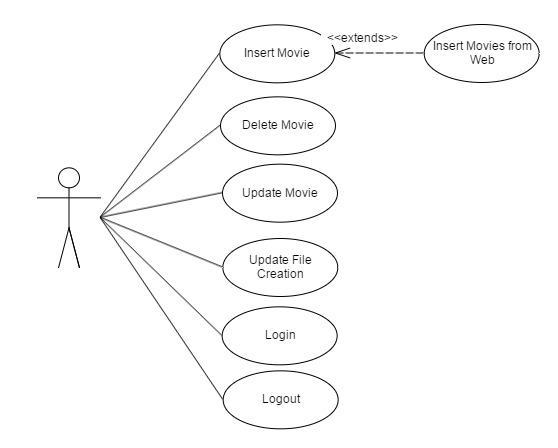 <<extends>>
Insert Movie
Insert Movies from
Web
Delete Movie
Update Movie
Update File
Creation
Login
Logout